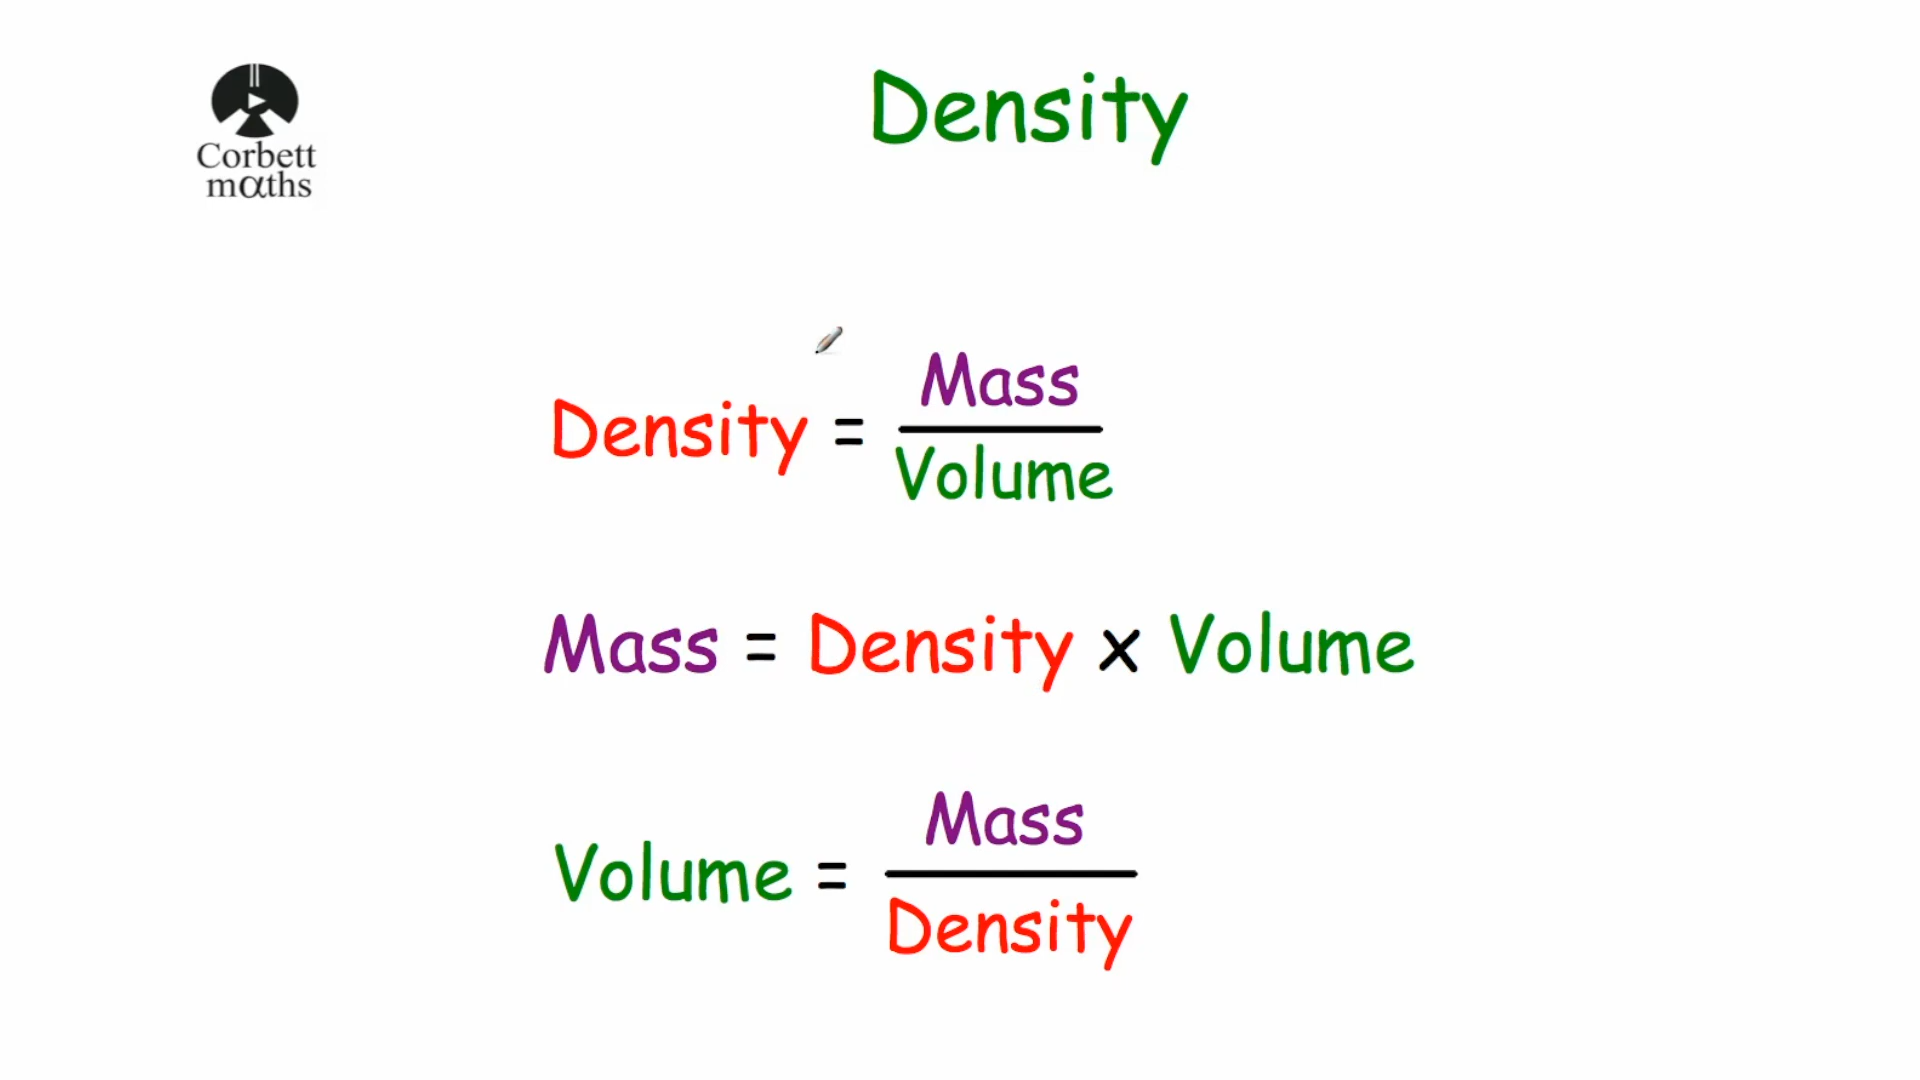 Corbett
mαths
Density
Density = Mass
Volume
Mass = Density x Volume
Volume = Mass
Density